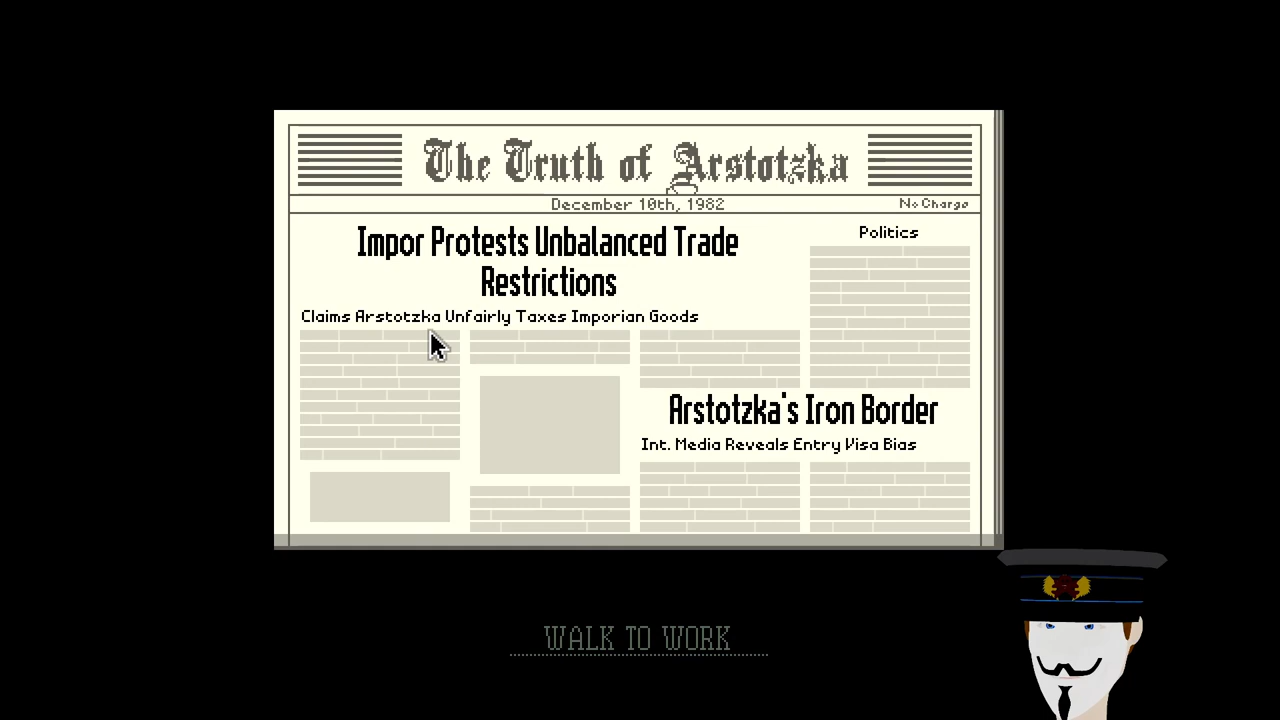 The Truth of Arstotzka
December 10th, 1982
No Charge
Impor Protests Unbalanced Trade
Restrictions
Claims Arstotzka Unfairly Taxes Imporian Goods
Politics
Arstotzka's Iron Border
Int. Media Reveals Entry Visa Bias
WALK TO WORK